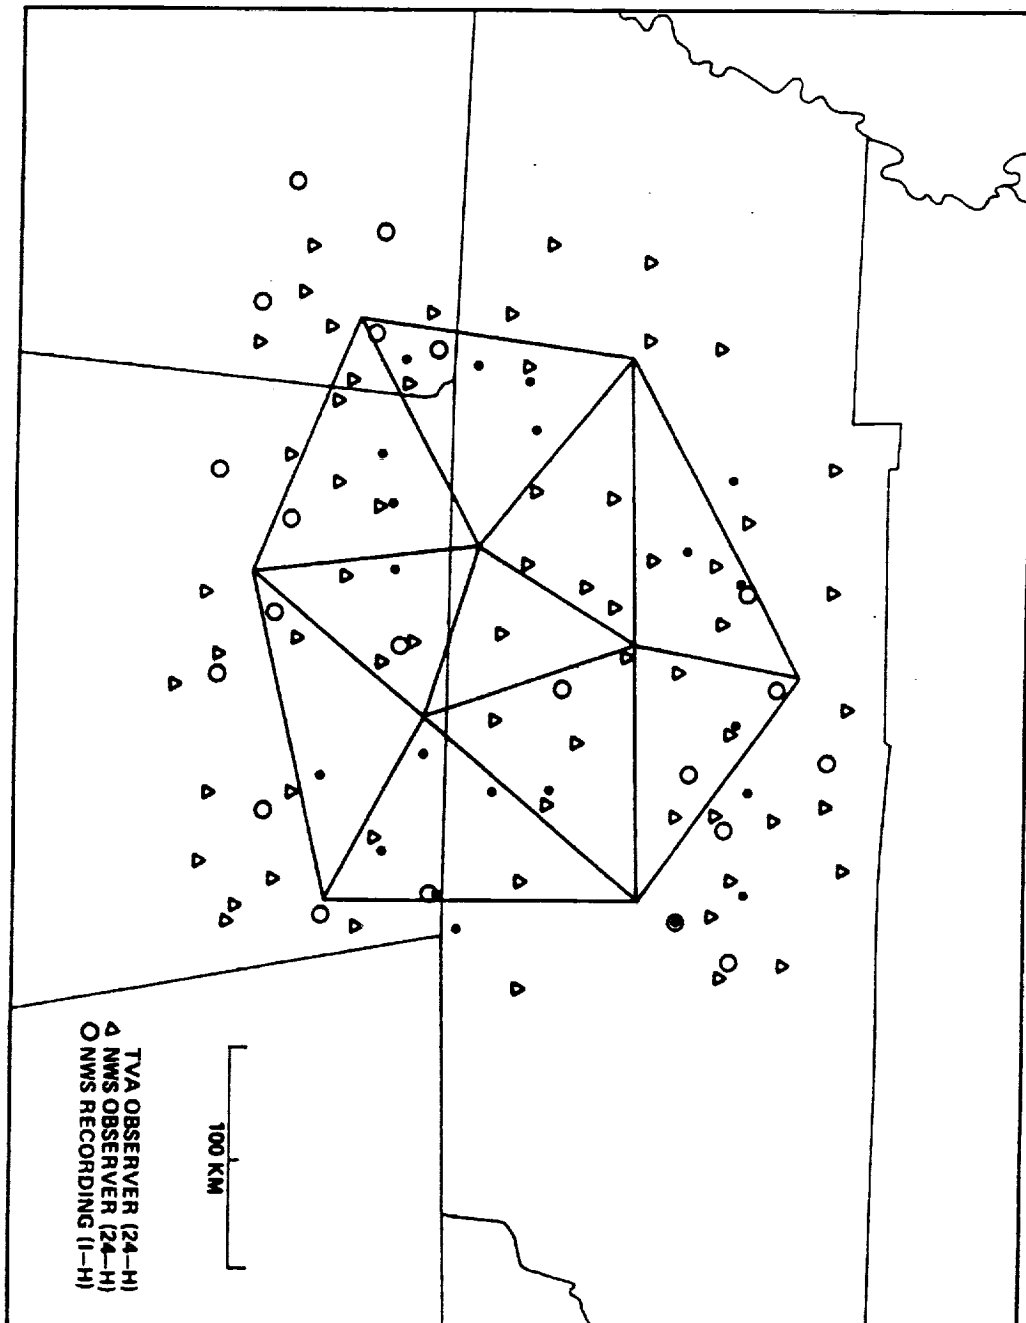 100 KM
TVA OBSERVER (24-H)
△ NWS OBSERVER (24-H)
○ NWS RECORDING (1-H)